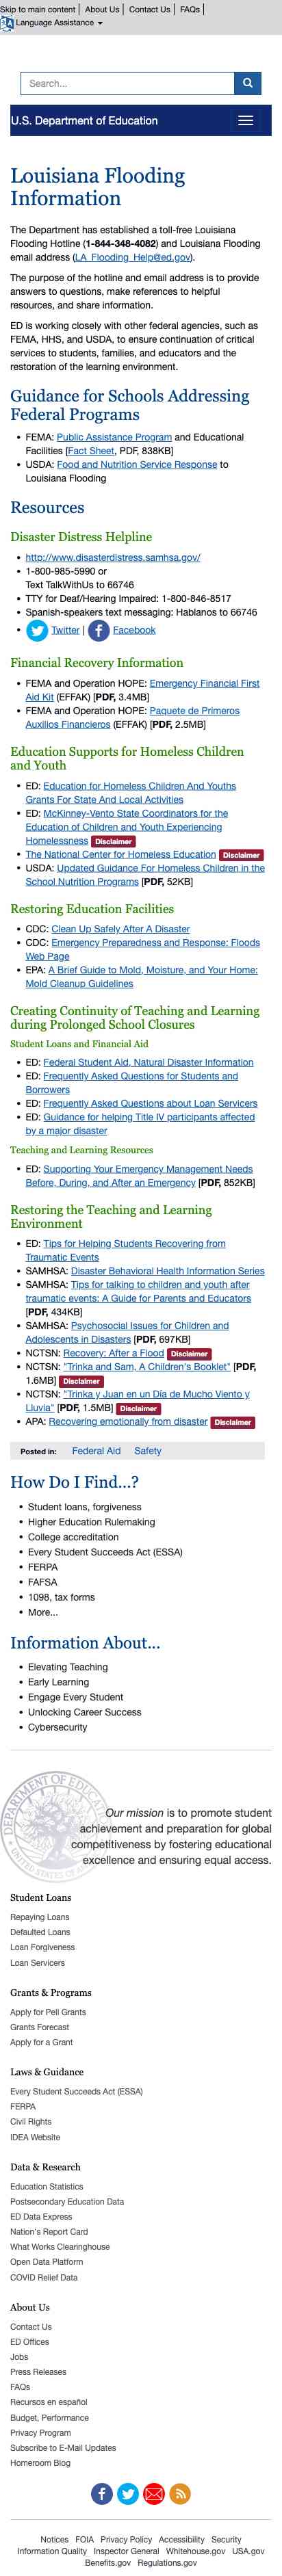 Skip to main content | About Us | Contact Us | FAQs |
Language Assistance
Search...
U.S. Department of Education
Louisiana Flooding
Information
The Department has established a toll-free Louisiana
Flooding Hotline (1-844-348-4082) and Louisiana Flooding
email address (LA_Flooding_Help@ed.gov).
The purpose of the hotline and email address is to provide
answers to questions, make references to helpful
resources, and share information.
ED is working closely with other federal agencies, such as
FEMA, HHS, and USDA, to ensure continuation of critical
services to students, families, and educators and the
restoration of the learning environment.
Guidance for Schools Addressing
Federal Programs
• FEMA: Public Assistance Program and Educational
Facilities [Fact Sheet, PDF, 838KB]
• USDA: Food and Nutrition Service Response to
Louisiana Flooding
Resources
Disaster Distress Helpline
• http://www.disasterdistress.samhsa.gov/
• 1-800-985-5990 or
Text TalkWithUs to 66746
• TTY for Deaf/Hearing Impaired: 1-800-846-8517
• Spanish-speakers text messaging: Hablanos to 66746
• Twitter | Facebook
Financial Recovery Information
• FEMA and Operation HOPE: Emergency Financial First
Aid Kit (EFFAK) [PDF, 3.4MB]
• FEMA and Operation HOPE: Paquete de Primeros
Auxilios Financieros (EFFAK) [PDF, 2.5MB]
Education Supports for Homeless Children
and Youth
• ED: Education for Homeless Children And Youths
Grants For State And Local Activities
• ED: McKinney-Vento State Coordinators for the
Education of Children and Youth Experiencing
Homelessness Disclaimer
• The National Center for Homeless Education Disclaimer
• USDA: Updated Guidance For Homeless Children in the
School Nutrition Programs [PDF, 52KB]
Restoring Education Facilities
• CDC: Clean Up Safely After A Disaster
• CDC: Emergency Preparedness and Response: Floods
Web Page
• EPA: A Brief Guide to Mold, Moisture, and Your Home:
Mold Cleanup Guidelines
Creating Continuity of Teaching and Learning
during Prolonged School Closures
Student Loans and Financial Aid
• ED: Federal Student Aid, Natural Disaster Information
• ED: Frequently Asked Questions for Students and
Borrowers
• ED: Frequently Asked Questions about Loan Servicers
• ED: Guidance for helping Title IV participants affected
by a major disaster
Teaching and Learning Resources
• ED: Supporting Your Emergency Management Needs
Before, During, and After an Emergency [PDF, 852KB]
Restoring the Teaching and Learning
Environment
• ED: Tips for Helping Students Recovering from
Traumatic Events
• SAMHSA: Disaster Behavioral Health Information Series
• SAMHSA: Tips for talking to children and youth after
traumatic events: A Guide for Parents and Educators
[PDF, 434KB]
• SAMHSA: Psychosocial Issues for Children and
Adolescents in Disasters [PDF, 697KB]
• NCTSN: Recovery: After a Flood Disclaimer
• NCTSN: "Trinka and Sam, A Children's Booklet" [PDF,
1.6MB] Disclaimer
• NCTSN: "Trinka y Juan en un Día de Mucho Viento y
Lluvia" [PDF, 1.5MB] Disclaimer
• APA: Recovering emotionally from disaster Disclaimer
Posted in: Federal Aid Safety
How Do I Find...?
• Student loans, forgiveness
• Higher Education Rulemaking
• College accreditation
• Every Student Succeeds Act (ESSA)
• FERPA
• FAFSA
• 1098, tax forms
• More...
Information About...
• Elevating Teaching
• Early Learning
• Engage Every Student
• Unlocking Career Success
• Cybersecurity
Our mission is to promote student
achievement and preparation for global
competitiveness by fostering educational
excellence and ensuring equal access.
Student Loans
Repaying Loans
Defaulted Loans
Loan Forgiveness
Loan Servicers
Grants & Programs
Apply for Pell Grants
Grants Forecast
Apply for a Grant
Laws & Guidance
Every Student Succeeds Act (ESSA)
FERPA
Civil Rights
IDEA Website
Data & Research
Education Statistics
Postsecondary Education Data
ED Data Express
Nation's Report Card
What Works Clearinghouse
Open Data Platform
COVID Relief Data
About Us
Contact Us
ED Offices
Jobs
Press Releases
FAQs
Recursos en español
Budget, Performance
Privacy Program
Subscribe to E-Mail Updates
Homeroom Blog
Notices FOIA Privacy Policy Accessibility Security
Information Quality Inspector General Whitehouse.gov USA.gov
Benefits.gov Regulations.gov